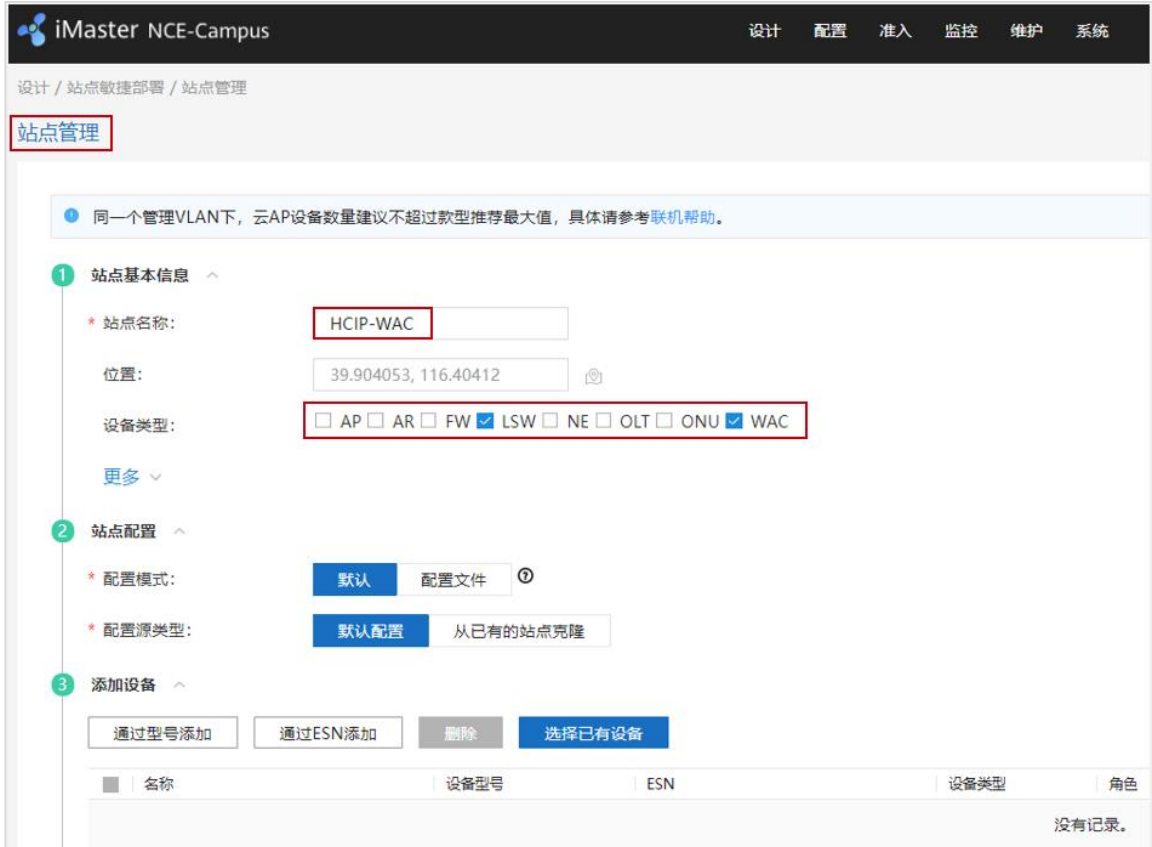 iMaster NCE-Campus 设计 配置 准入 监控 维护 系统
设计 / 站点敏捷部署 / 站点管理
站点管理
同一个管理VLAN下，云AP设备数量建议不超过款型推荐最大值，具体请参考联机帮助。
1 站点基本信息
* 站点名称： HCIP-WAC
位置： 39.904053, 116.40412
设备类型： AP AR FW LSW NE OLT ONU WAC
更多
2 站点配置
* 配置模式： 默认 配置文件 ?
* 配置源类型： 默认配置 从已有的站点克隆
3 添加设备
通过型号添加 通过ESN添加 删除 选择已有设备
名称 设备型号 ESN 设备类型 角色
没有记录。